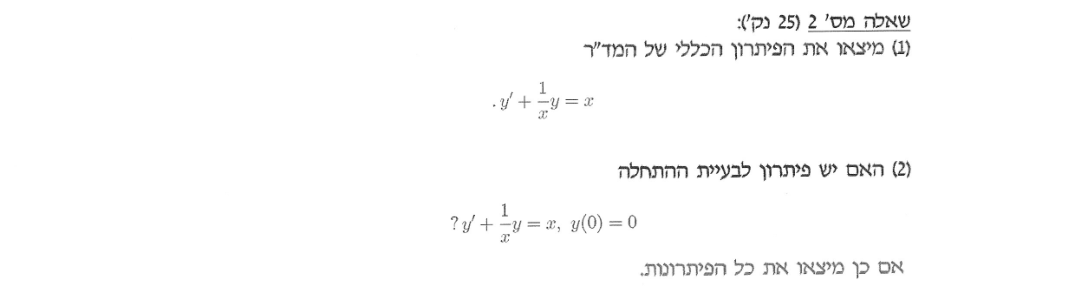 שאלה מס' 2 (25 נק'):
(1) מיצאו את הפיתרון הכללי של המד"ר
. y' + \frac{1}{x}y = x
(2) האם יש פיתרון לבעיית ההתחלה
? y' + \frac{1}{x}y = x, y(0) = 0
אם כן מיצאו את כל הפיתרונות.